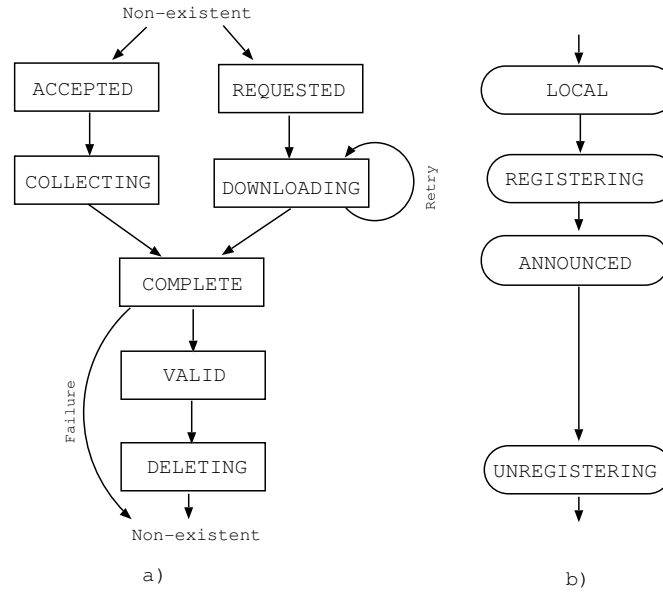 Non-existent
ACCEPTED
REQUESTED
COLLECTING
DOWNLOADING
Retry
COMPLETE
VALID
Failure
DELETING
Non-existent
a)
LOCAL
REGISTERING
ANNOUNCED
UNREGISTERING
b)